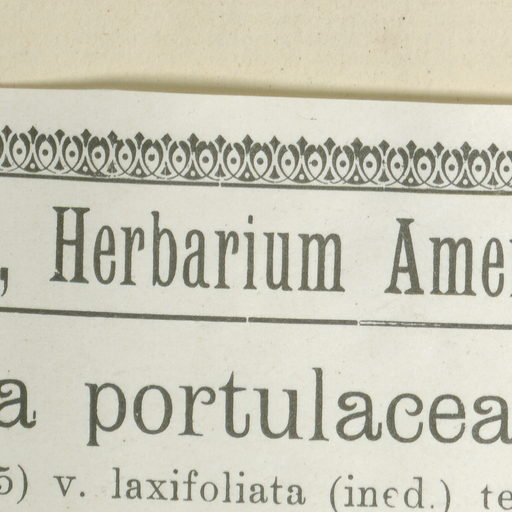 , Herbarium Ame
a portulacea
5) v. laxifoliata (ined.) te